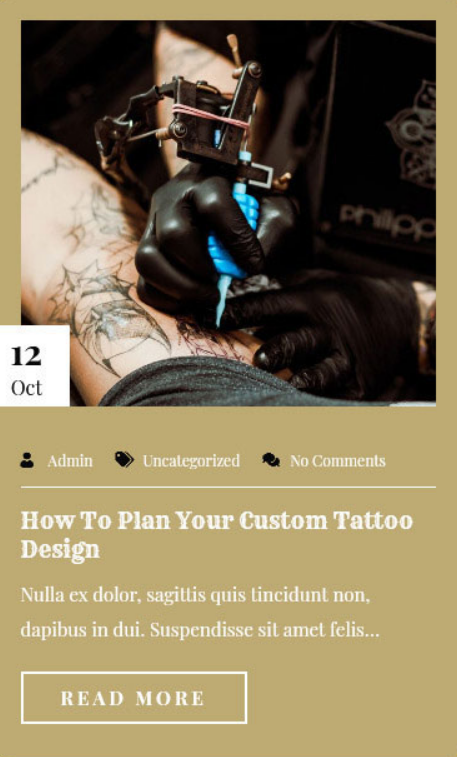 philipp
12
Oct
Admin Uncategorized No Comments
How To Plan Your Custom Tattoo
Design
Nulla ex dolor, sagittis quis tincidunt non,
dapibus in dui. Suspendisse sit amet felis...
READ MORE